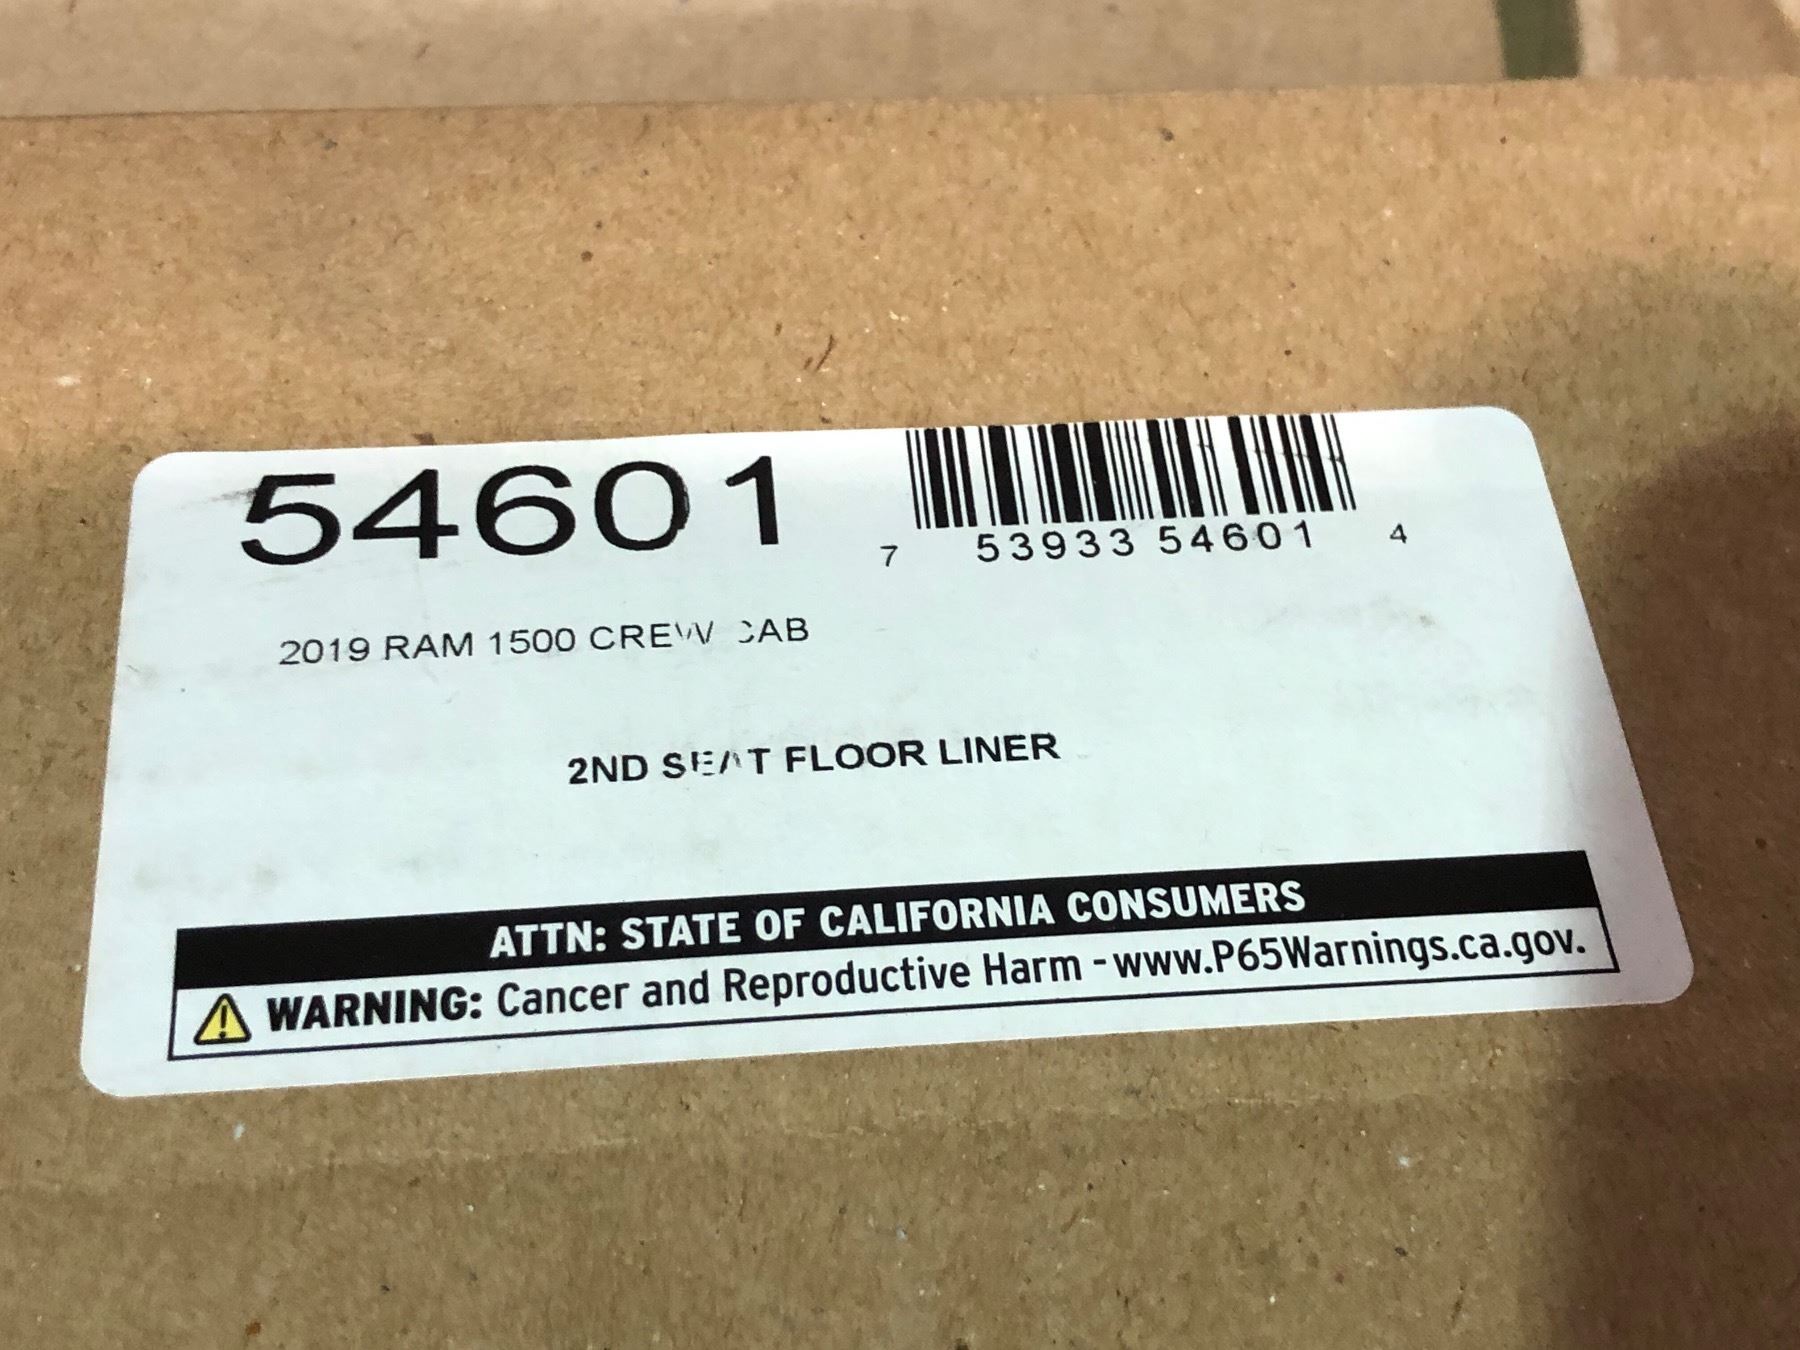 54601
7 53933 54601 4
2019 RAM 1500 CREW CAB
2ND SEAT FLOOR LINER
ATTN: STATE OF CALIFORNIA CONSUMERS
WARNING: Cancer and Reproductive Harm - www.P65Warnings.ca.gov.